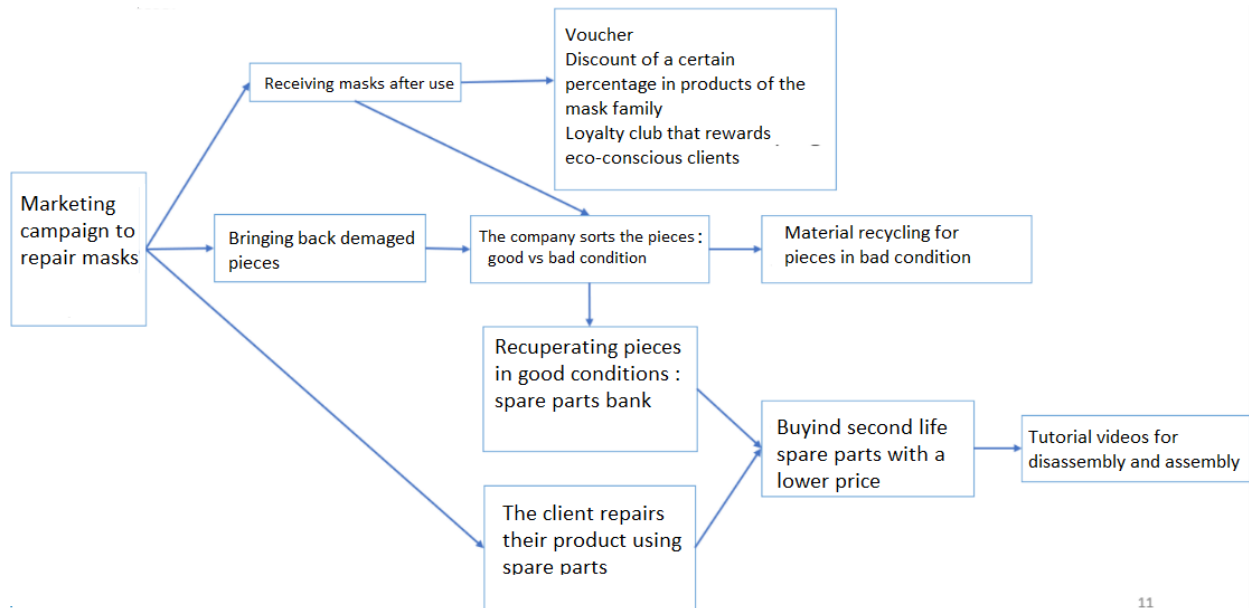 Voucher
Discount of a certain
percentage in products of the
mask family
Loyalty club that rewards
eco-conscious clients
Receiving masks after use
Marketing
campaign to
repair masks
Bringing back demaged
pieces
The company sorts the pieces :
good vs bad condition
Material recycling for
pieces in bad condition
Recuperating pieces
in good conditions :
spare parts bank
Buyind second life
spare parts with a
lower price
Tutorial videos for
disassembly and assembly
The client repairs
their product using
spare parts
11